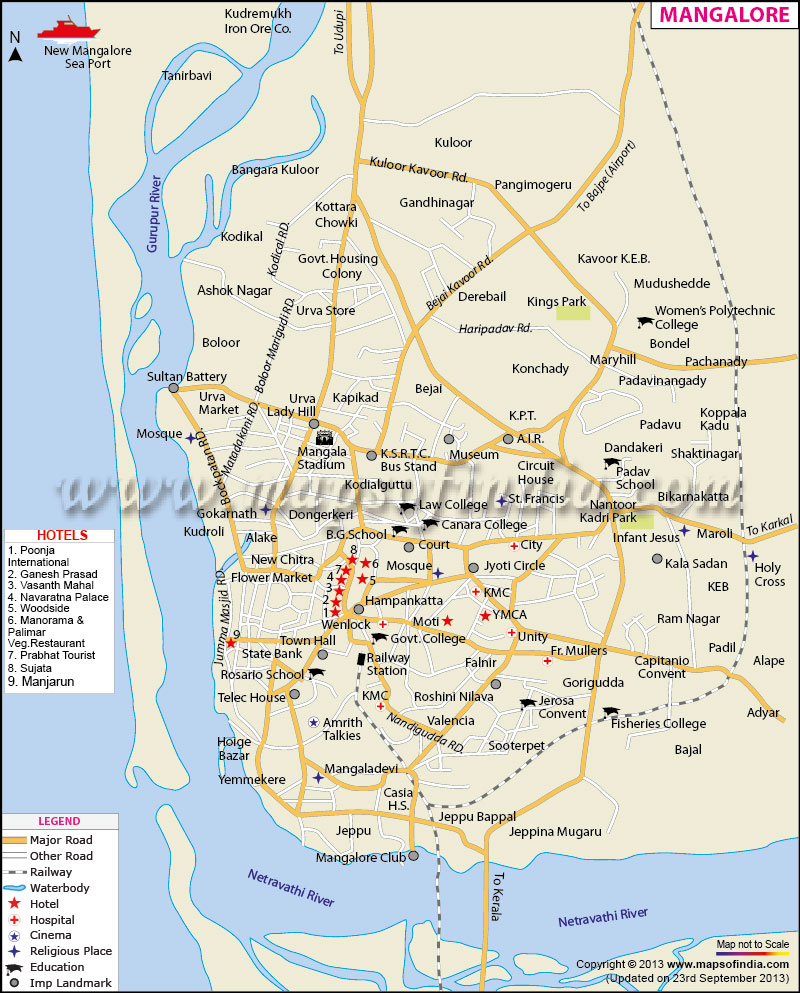 MANGALORE
N
New Mangalore
Sea Port
Kudremukh
Iron Ore Co.
To Udupi
Tanirbavi
Gurupur River
Bangara Kuloor
Kuloor
Kuloor Kavoor Rd.
Pangimogeru
To Bajpe (Airport)
Gandhinagar
Kottara
Chowki
Kodikal
Kodical RD.
Govt. Housing
Colony
Kavoor K.E.B.
Bejai Kavoor Rd.
Mudushedde
Ashok Nagar
Derebail
Kings Park
Urva Store
Women's Polytechnic
College
Haripadav Rd.
Boloor
Boloor Marigudi RD.
Bondel
Maryhill
Pachanady
Konchady
Sultan Battery
Padavinangady
Bejai
Urva
Market
Urva
Lady Hill
Kapikad
K.P.T.
Koppala
Kadu
Matadakani RD.
Padavu
Mosque
Bockpatan RD.
Mangala
Stadium
K.S.R.T.C.
Bus Stand
Museum
A.I.R.
Dandakeri
Shaktinagar
Circuit
House
Padav
School
Kodialguttu
www.mapsofindia.com
Bikarnakatta
Law College
St. Francis
Nantoor
Kadri Park
Gokarnath
Dongerkeri
Canara College
To Karkal
Kudroli
Alake
B.G.School
Court
City
Infant Jesus
Maroli
New Chitra
Mosque
Jyoti Circle
Kala Sadan
Holy
Cross
Flower Market
8
7
6
4
5
3
2
1
Jumma Masjid RD.
KMC
KEB
Hampankatta
Wenlock
Moti
YMCA
Ram Nagar
9
Town Hall
Govt. College
Unity
State Bank
Railway
Station
Fr. Mullers
Padil
Falnir
Capitanio
Convent
Alape
Rosario School
Gorigudda
Telec House
KMC
Roshini Nilava
Jerosa
Convent
Adyar
Amrith
Talkies
Nandigudda RD.
Valencia
Fisheries College
Hoige
Bazar
Sooterpet
Bajal
Yemmekere
Mangaladevi
Casia
H.S.
Jeppu Bappal
Jeppu
Jeppina Mugaru
Mangalore Club
Netravathi River
To Kerala
Netravathi River
HOTELS
1. Poonja
International
2. Ganesh Prasad
3. Vasanth Mahal
4. Navaratna Palace
5. Woodside
6. Manorama &
Palimar
Veg.Restaurant
7. Prabhat Tourist
8. Sujata
9. Manjarun
LEGEND
Major Road
Other Road
Railway
Waterbody
Hotel
Hospital
Cinema
Religious Place
Education
Imp Landmark
Map not to Scale
Copyright © 2013 www.mapsofindia.com
(Updated on 23rd September 2013)